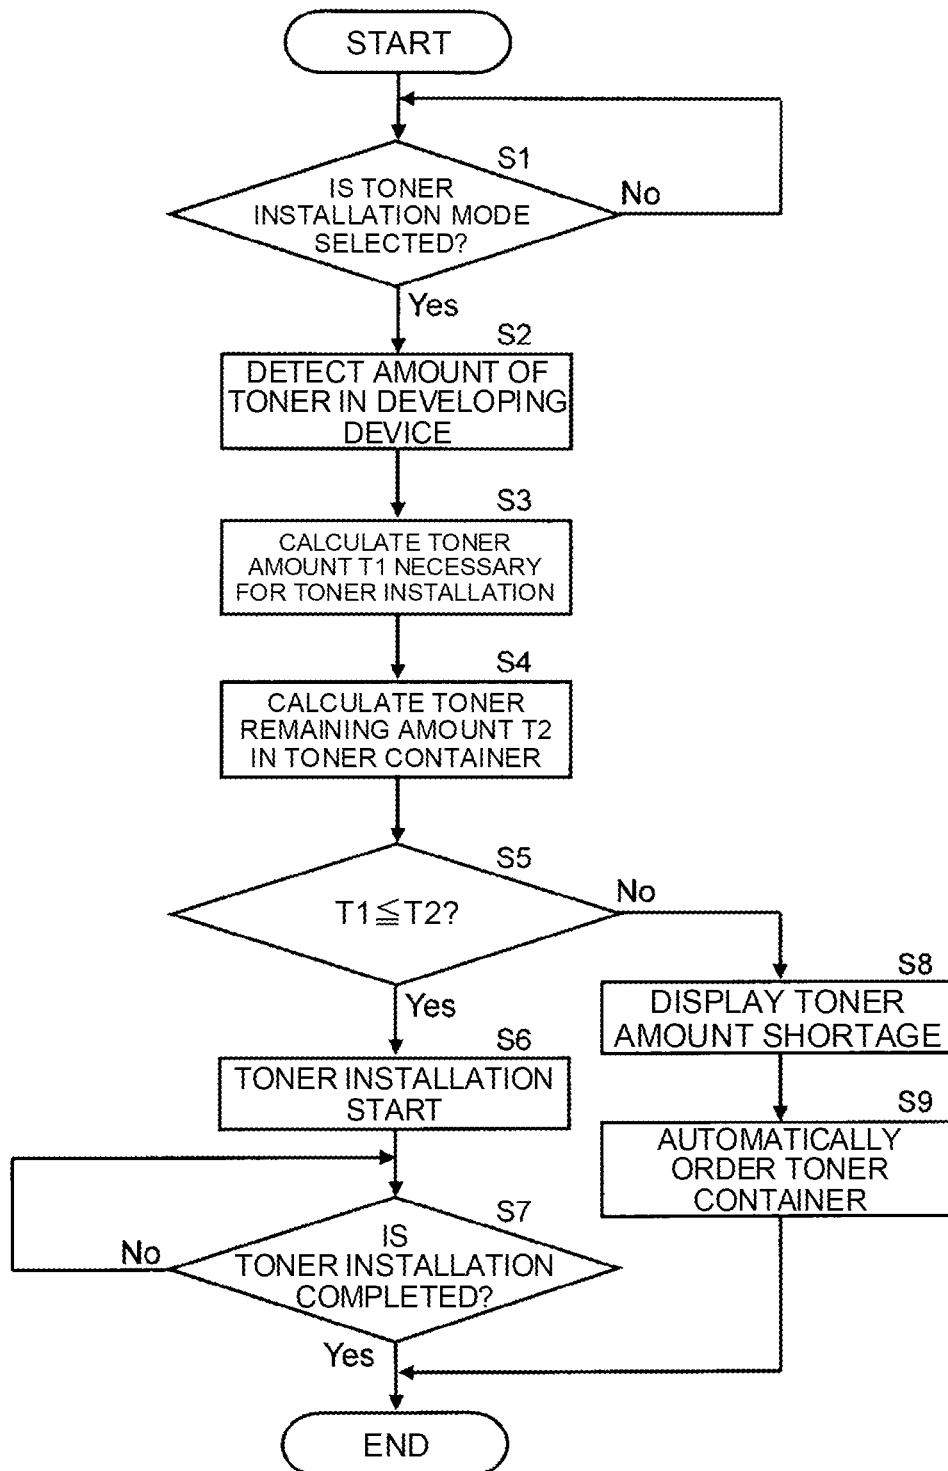 START
S1
IS TONER
INSTALLATION MODE
SELECTED?
No
Yes
S2
DETECT AMOUNT OF
TONER IN DEVELOPING
DEVICE
S3
CALCULATE TONER
AMOUNT T1 NECESSARY
FOR TONER INSTALLATION
S4
CALCULATE TONER
REMAINING AMOUNT T2
IN TONER CONTAINER
S5
T1≦T2?
No
Yes
S6
TONER INSTALLATION
START
S7
IS
TONER INSTALLATION
COMPLETED?
No
Yes
S8
DISPLAY TONER
AMOUNT SHORTAGE
S9
AUTOMATICALLY
ORDER TONER
CONTAINER
END